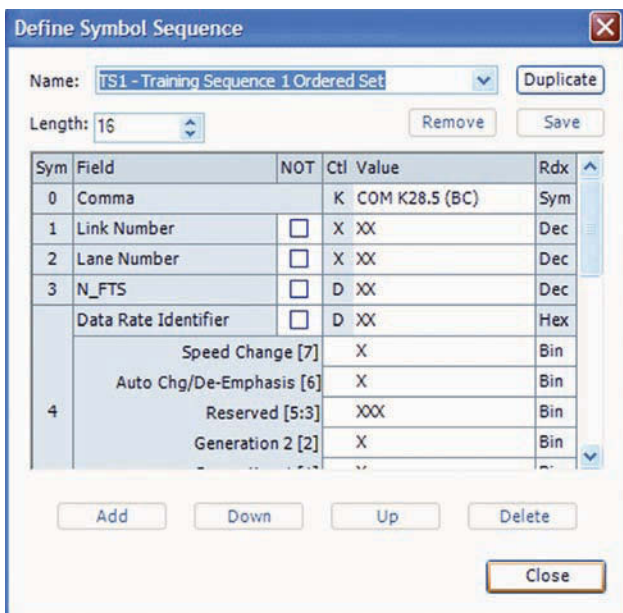 Define Symbol Sequence
Name: TS1 - Training Sequence 1 Ordered Set Duplicate
Length: 16 Remove Save
Sym Field NOT Ctl Value Rdx
0 Comma K COM K28.5 (BC) Sym
1 Link Number X XX Dec
2 Lane Number X XX Dec
3 N_FTS D XX Dec
4 Data Rate Identifier D XX Hex
Speed Change [7] X Bin
Auto Chg/De-Emphasis [6] X Bin
Reserved [5:3] XXX Bin
Generation 2 [2] X Bin
Add Down Up Delete
Close